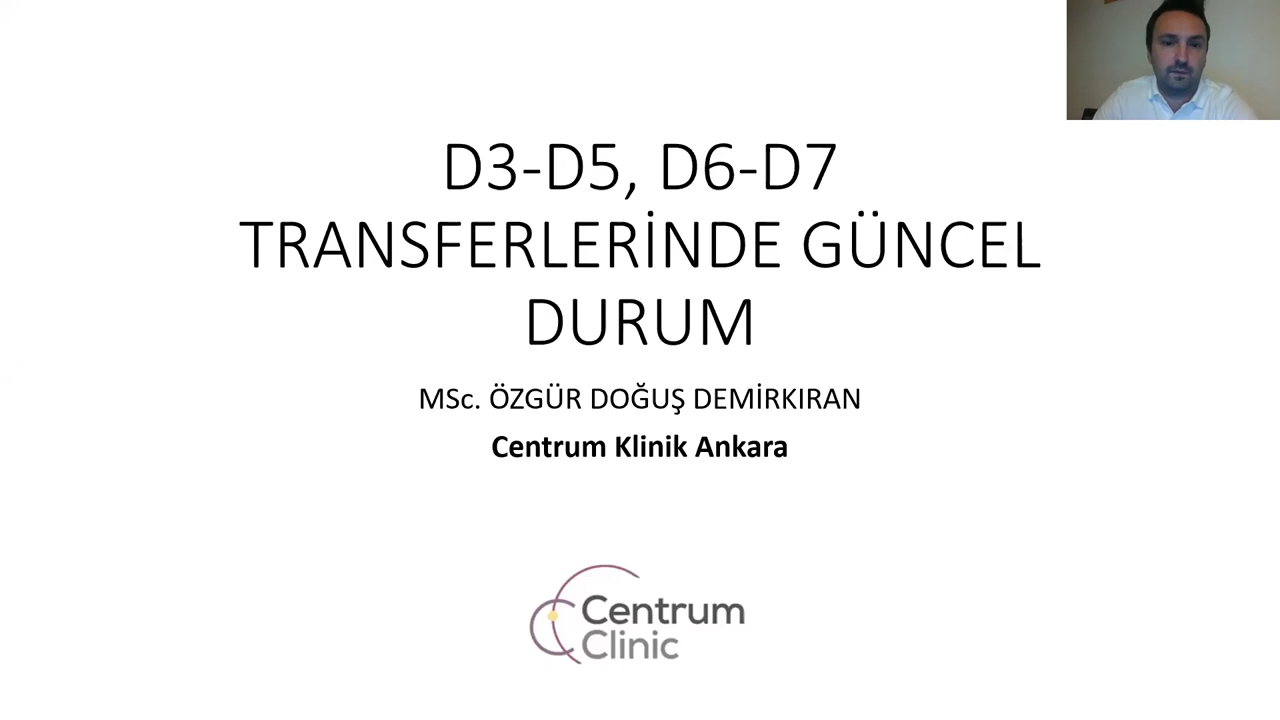 D3-D5, D6-D7
TRANSFERLERİNDE GÜNCEL
DURUM
MSc. ÖZGÜR DOĞUŞ DEMİRKIRAN
Centrum Klinik Ankara
Centrum
Clinic